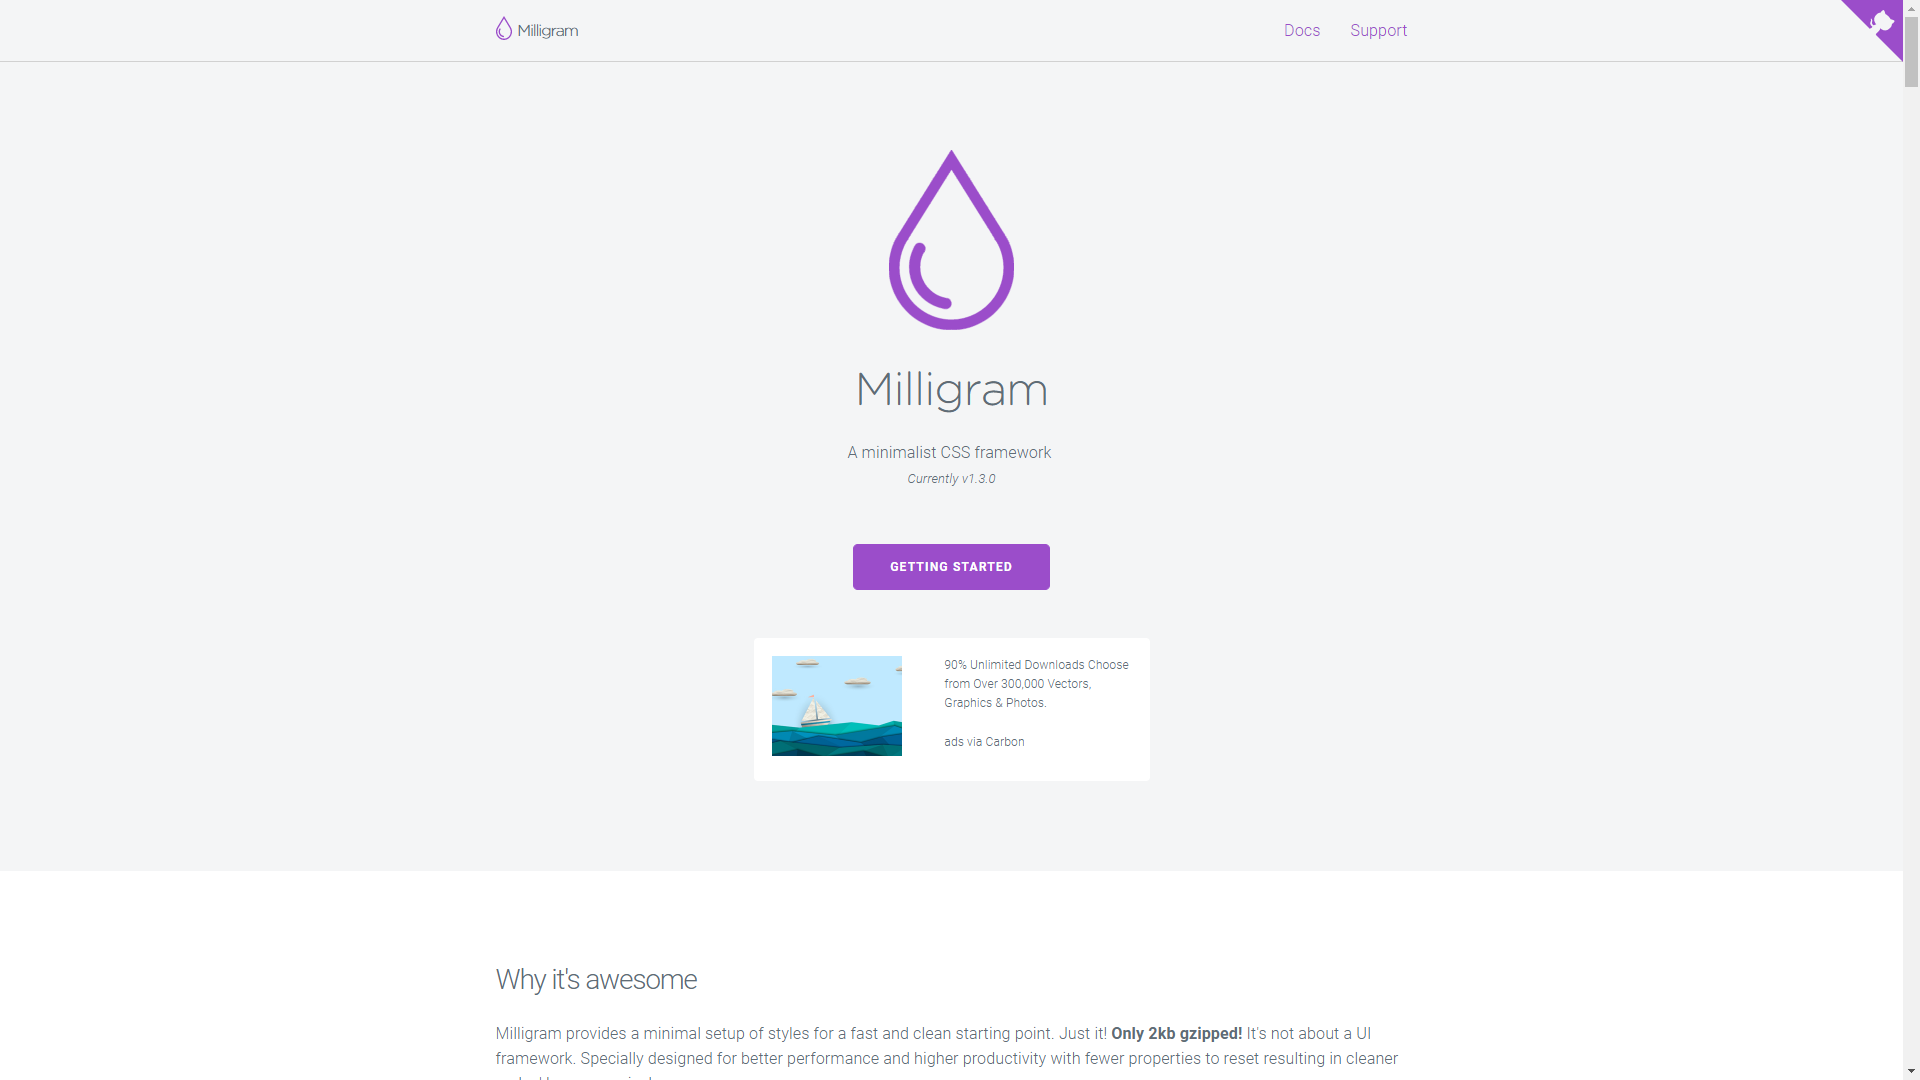 Milligram
Docs
Support
Milligram
A minimalist CSS framework
Currently v1.3.0
GETTING STARTED
90% Unlimited Downloads Choose
from Over 300,000 Vectors,
Graphics & Photos.
ads via Carbon
Why it's awesome
Milligram provides a minimal setup of styles for a fast and clean starting point. Just it! Only 2kb gzipped! It's not about a UI
framework. Specially designed for better performance and higher productivity with fewer properties to reset resulting in cleaner